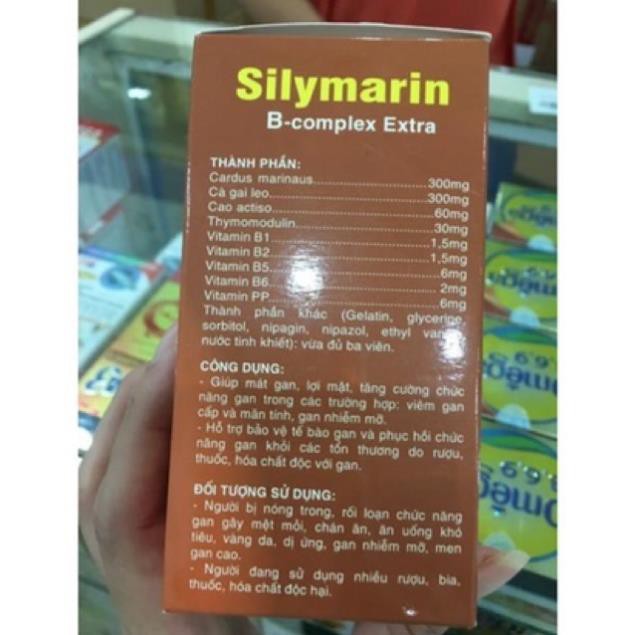 Silymarin
B-complex Extra
THÀNH PHẦN:
Cardus marinaus...300mg
Cà gai leo...300mg
Cao actiso...60mg
Thymomodulin...30mg
Vitamin B1...1,5mg
Vitamin B2...1,5mg
Vitamin B5...6mg
Vitamin B6...2mg
Vitamin PP...6mg
Thành phần khác (Gelatin, glycerine,
sorbitol, nipagin, nipazol, ethyl
nước tinh khiết): vừa đủ ba viên.
CÔNG DỤNG:
- Giúp mát gan, lợi mật, tăng cường chức
năng gan trong các trường hợp: viêm gan
cấp và mãn tính, gan nhiễm mỡ.
- Hỗ trợ bảo vệ tế bào gan và phục hồi chức
năng gan khỏi các tổn thương do rượu,
thuốc, hóa chất độc với gan.
ĐỐI TƯỢNG SỬ DỤNG:
- Người bị nóng trong, rối loạn chức năng
gan gây mệt mỏi, chán ăn, ăn uống khó
tiêu, vàng da, dị ứng, gan nhiễm mỡ, men
gan cao.
- Người đang sử dụng nhiều rượu, bia,
thuốc, hóa chất độc hại.